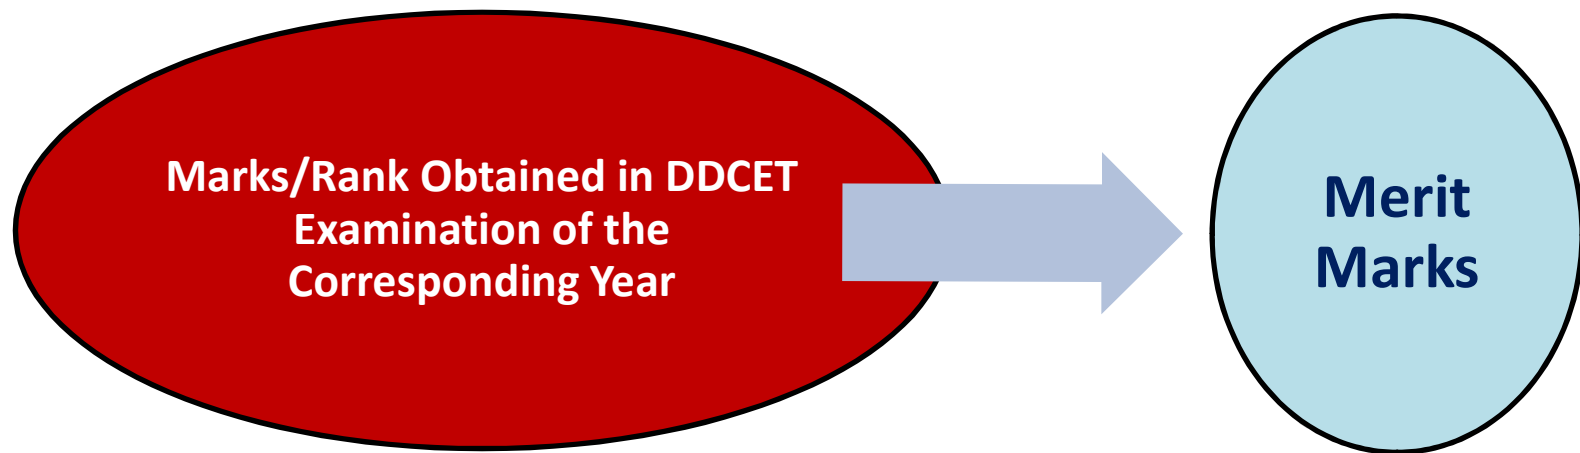 Marks/Rank Obtained in DDCET
Examination of the
Corresponding Year
Merit
Marks